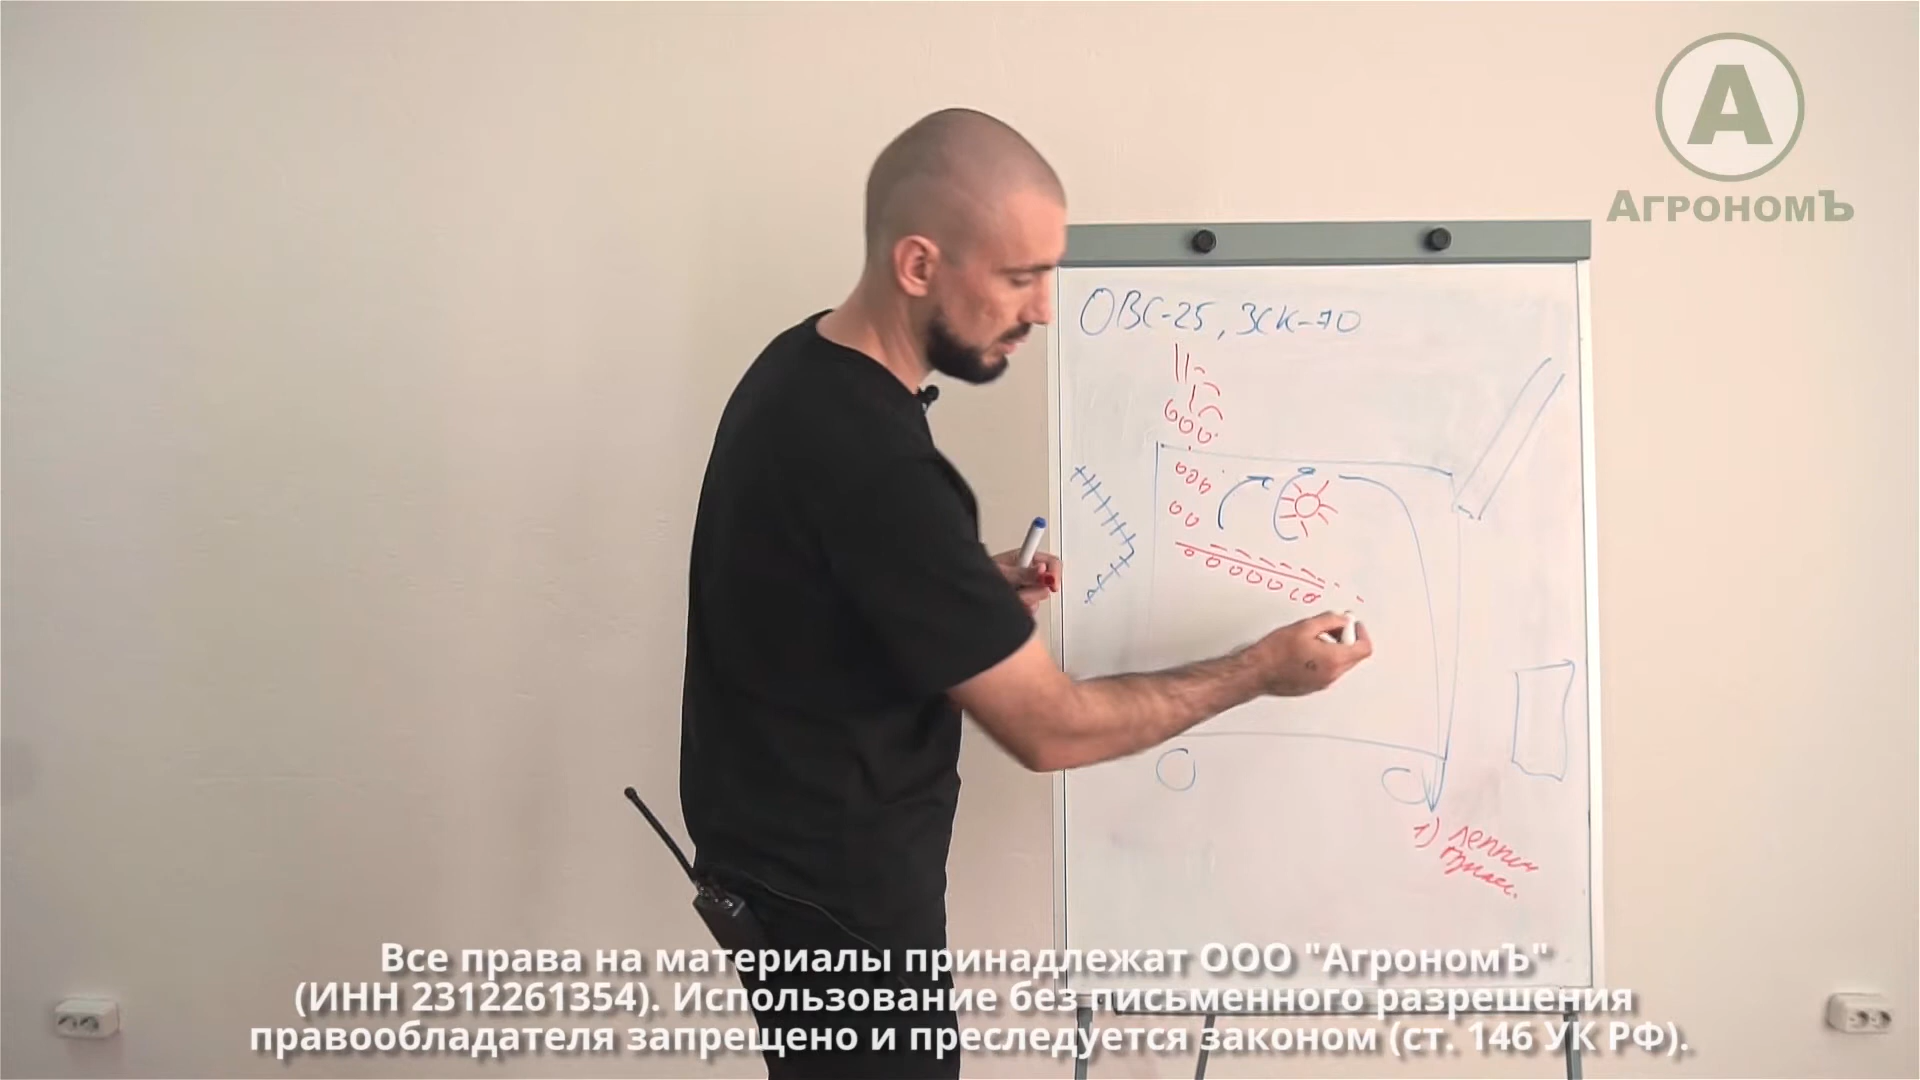 А
АгрономЪ
ОВС-25, ЗСК-70
1) легкие
Все права на материалы принадлежат ООО "АгрономЪ"
(ИНН 2312261354). Использование без письменного разрешения
правообладателя запрещено и преследуется законом (ст. 146 УК РФ).